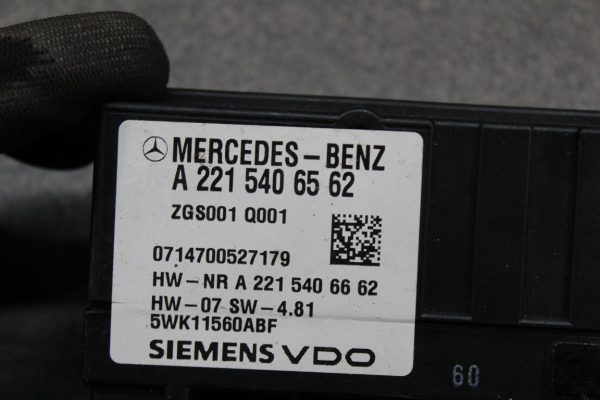 MERCEDES-BENZ
A 221 540 65 62
ZGS001 Q001
0714700527179
HW-NR A 221 540 66 62
HW-07 SW-4.81
5WK11560ABF
SIEMENS VDO
60